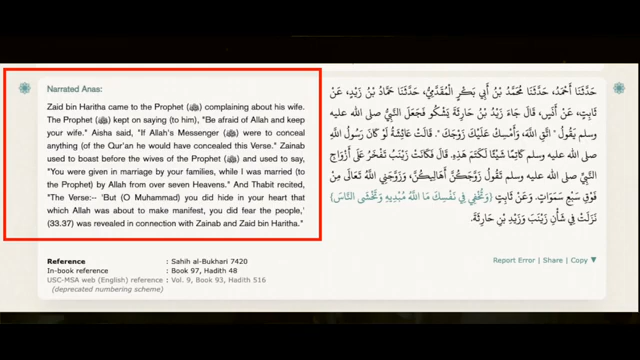 Narrated Anas:
Zaid bin Haritha came to the Prophet (ﷺ) complaining about his wife.
The Prophet (ﷺ) kept on saying (to him), "Be afraid of Allah and keep
your wife." Aisha said, "If Allah's Messenger (ﷺ) were to conceal
anything (of the Qur'an he would have concealed this Verse." Zainab
used to boast before the wives of the Prophet (ﷺ) and used to say,
"You were given in marriage by your families, while I was married (to
the Prophet) by Allah from over seven Heavens." And Thabit recited,
"The Verse:-- 'But (O Muhammad) you did hide in your heart that
which Allah was about to make manifest, you did fear the people,'
(33.37) was revealed in connection with Zainab and Zaid bin Haritha."
حَدَّثَنَا أَحْمَدُ، حَدَّثَنَا مُحَمَّدُ بْنُ أَبِي بَكْرٍ الْمُقَدَّمِيُّ، حَدَّثَنَا حَمَّادُ بْنُ زَيْدٍ، عَنْ
ثَابِتٍ، عَنْ أَنَسٍ، قَالَ جَاءَ زَيْدُ بْنُ حَارِثَةَ يَشْكُو فَجَعَلَ النَّبِيُّ صلى الله عليه
وسلم يَقُولُ ‏"‏ اتَّقِ اللَّهَ، وَأَمْسِكْ عَلَيْكَ زَوْجَكَ ‏"‏‏.‏ قَالَتْ عَائِشَةُ لَوْ كَانَ رَسُولُ اللَّهِ
صلى الله عليه وسلم كَاتِمًا شَيْئًا لَكَتَمَ هَذِهِ‏.‏ قَالَ فَكَانَتْ زَيْنَبُ تَفْخَرُ عَلَى أَزْوَاجِ
النَّبِيِّ صلى الله عليه وسلم تَقُولُ زَوَّجَكُنَّ أَهَالِيكُنَّ، وَزَوَّجَنِي اللَّهُ تَعَالَى مِنْ
فَوْقِ سَبْعِ سَمَوَاتٍ‏.‏ وَعَنْ ثَابِتٍ ‏{‏وَتُخْفِي فِي نَفْسِكَ مَا اللَّهُ مُبْدِيهِ وَتَخْشَى النَّاسَ‏}‏
نَزَلَتْ فِي شَأْنِ زَيْنَبَ وَزَيْدِ بْنِ حَارِثَةَ‏.‏
Reference : Sahih al-Bukhari 7420
In-book reference : Book 97, Hadith 48
USC-MSA web (English) reference : Vol. 9, Book 93, Hadith 516
(deprecated numbering scheme)
Report Error | Share | Copy ▼